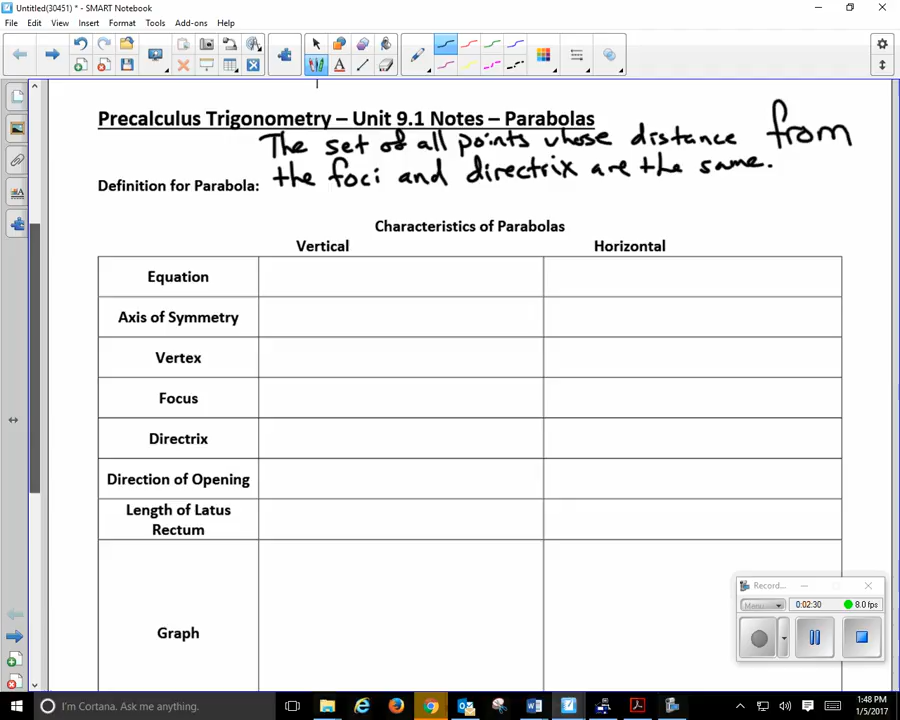 Untitled(30451) * - SMART Notebook
File Edit View Insert Format Tools Add-ons Help
Precalculus Trigonometry – Unit 9.1 Notes – Parabolas
The set of all points whose distance from
Definition for Parabola: the foci and directrix are the same.
Characteristics of Parabolas
Vertical Horizontal
Equation
Axis of Symmetry
Vertex
Focus
Directrix
Direction of Opening
Length of Latus
Rectum
Graph
Record...
Menu 0:02:30 8.0 fps
I'm Cortana. Ask me anything.
1:48 PM
1/5/2017